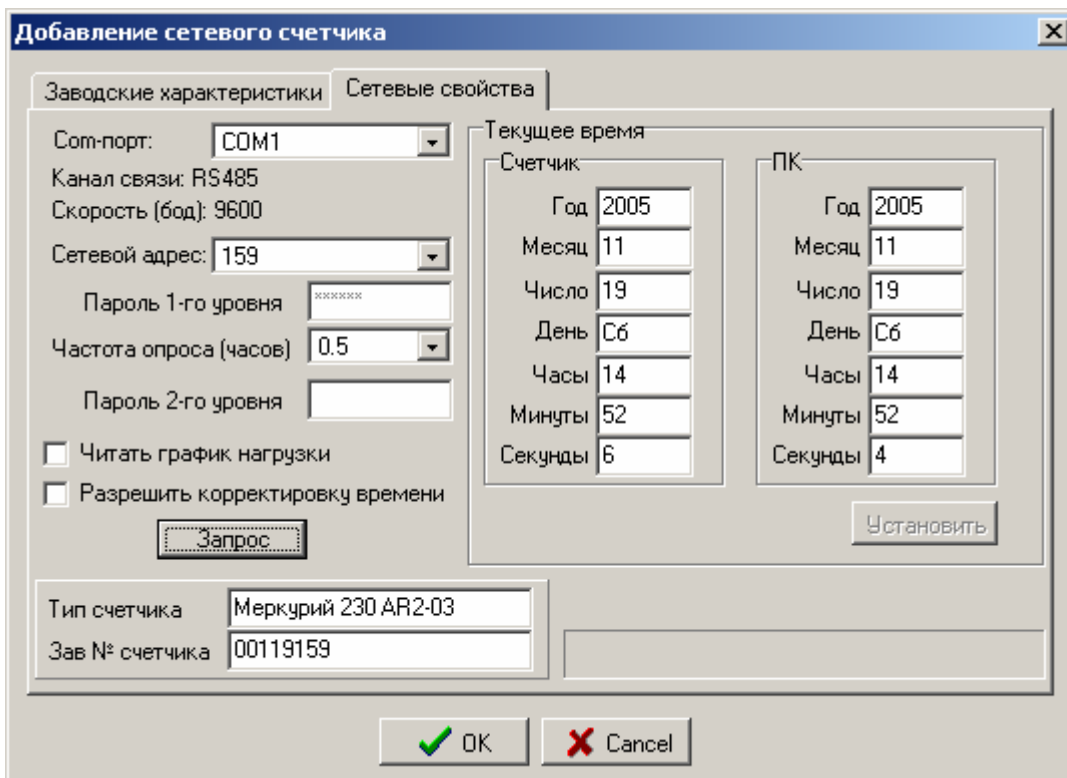 Добавление сетевого счетчика
Заводские характеристики
Сетевые свойства
Com-порт: COM1
Канал связи: RS485
Скорость (бод): 9600
Сетевой адрес: 159
Пароль 1-го уровня ××××××
Частота опроса (часов) 0.5
Пароль 2-го уровня
Читать график нагрузки
Разрешить корректировку времени
Запрос
Текущее время
Счетчик
Год 2005
Месяц 11
Число 19
День Сб
Часы 14
Минуты 52
Секунды 6
ПК
Год 2005
Месяц 11
Число 19
День Сб
Часы 14
Минуты 52
Секунды 4
Установить
Тип счетчика Меркурий 230 AR2-03
Зав № счетчика 00119159
OK
Cancel